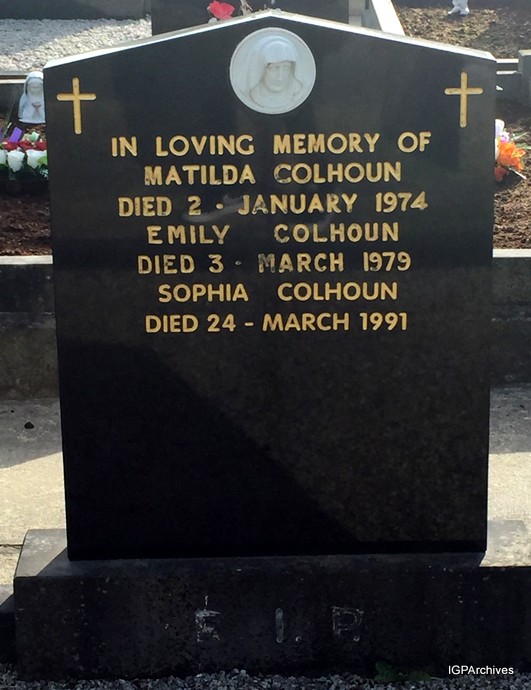 IN LOVING MEMORY OF
MATILDA COLHOUN
DIED 2 · JANUARY 1974
EMILY COLHOUN
DIED 3 · MARCH 1979
SOPHIA COLHOUN
DIED 24 - MARCH 1991
I.P.
IGPArchives